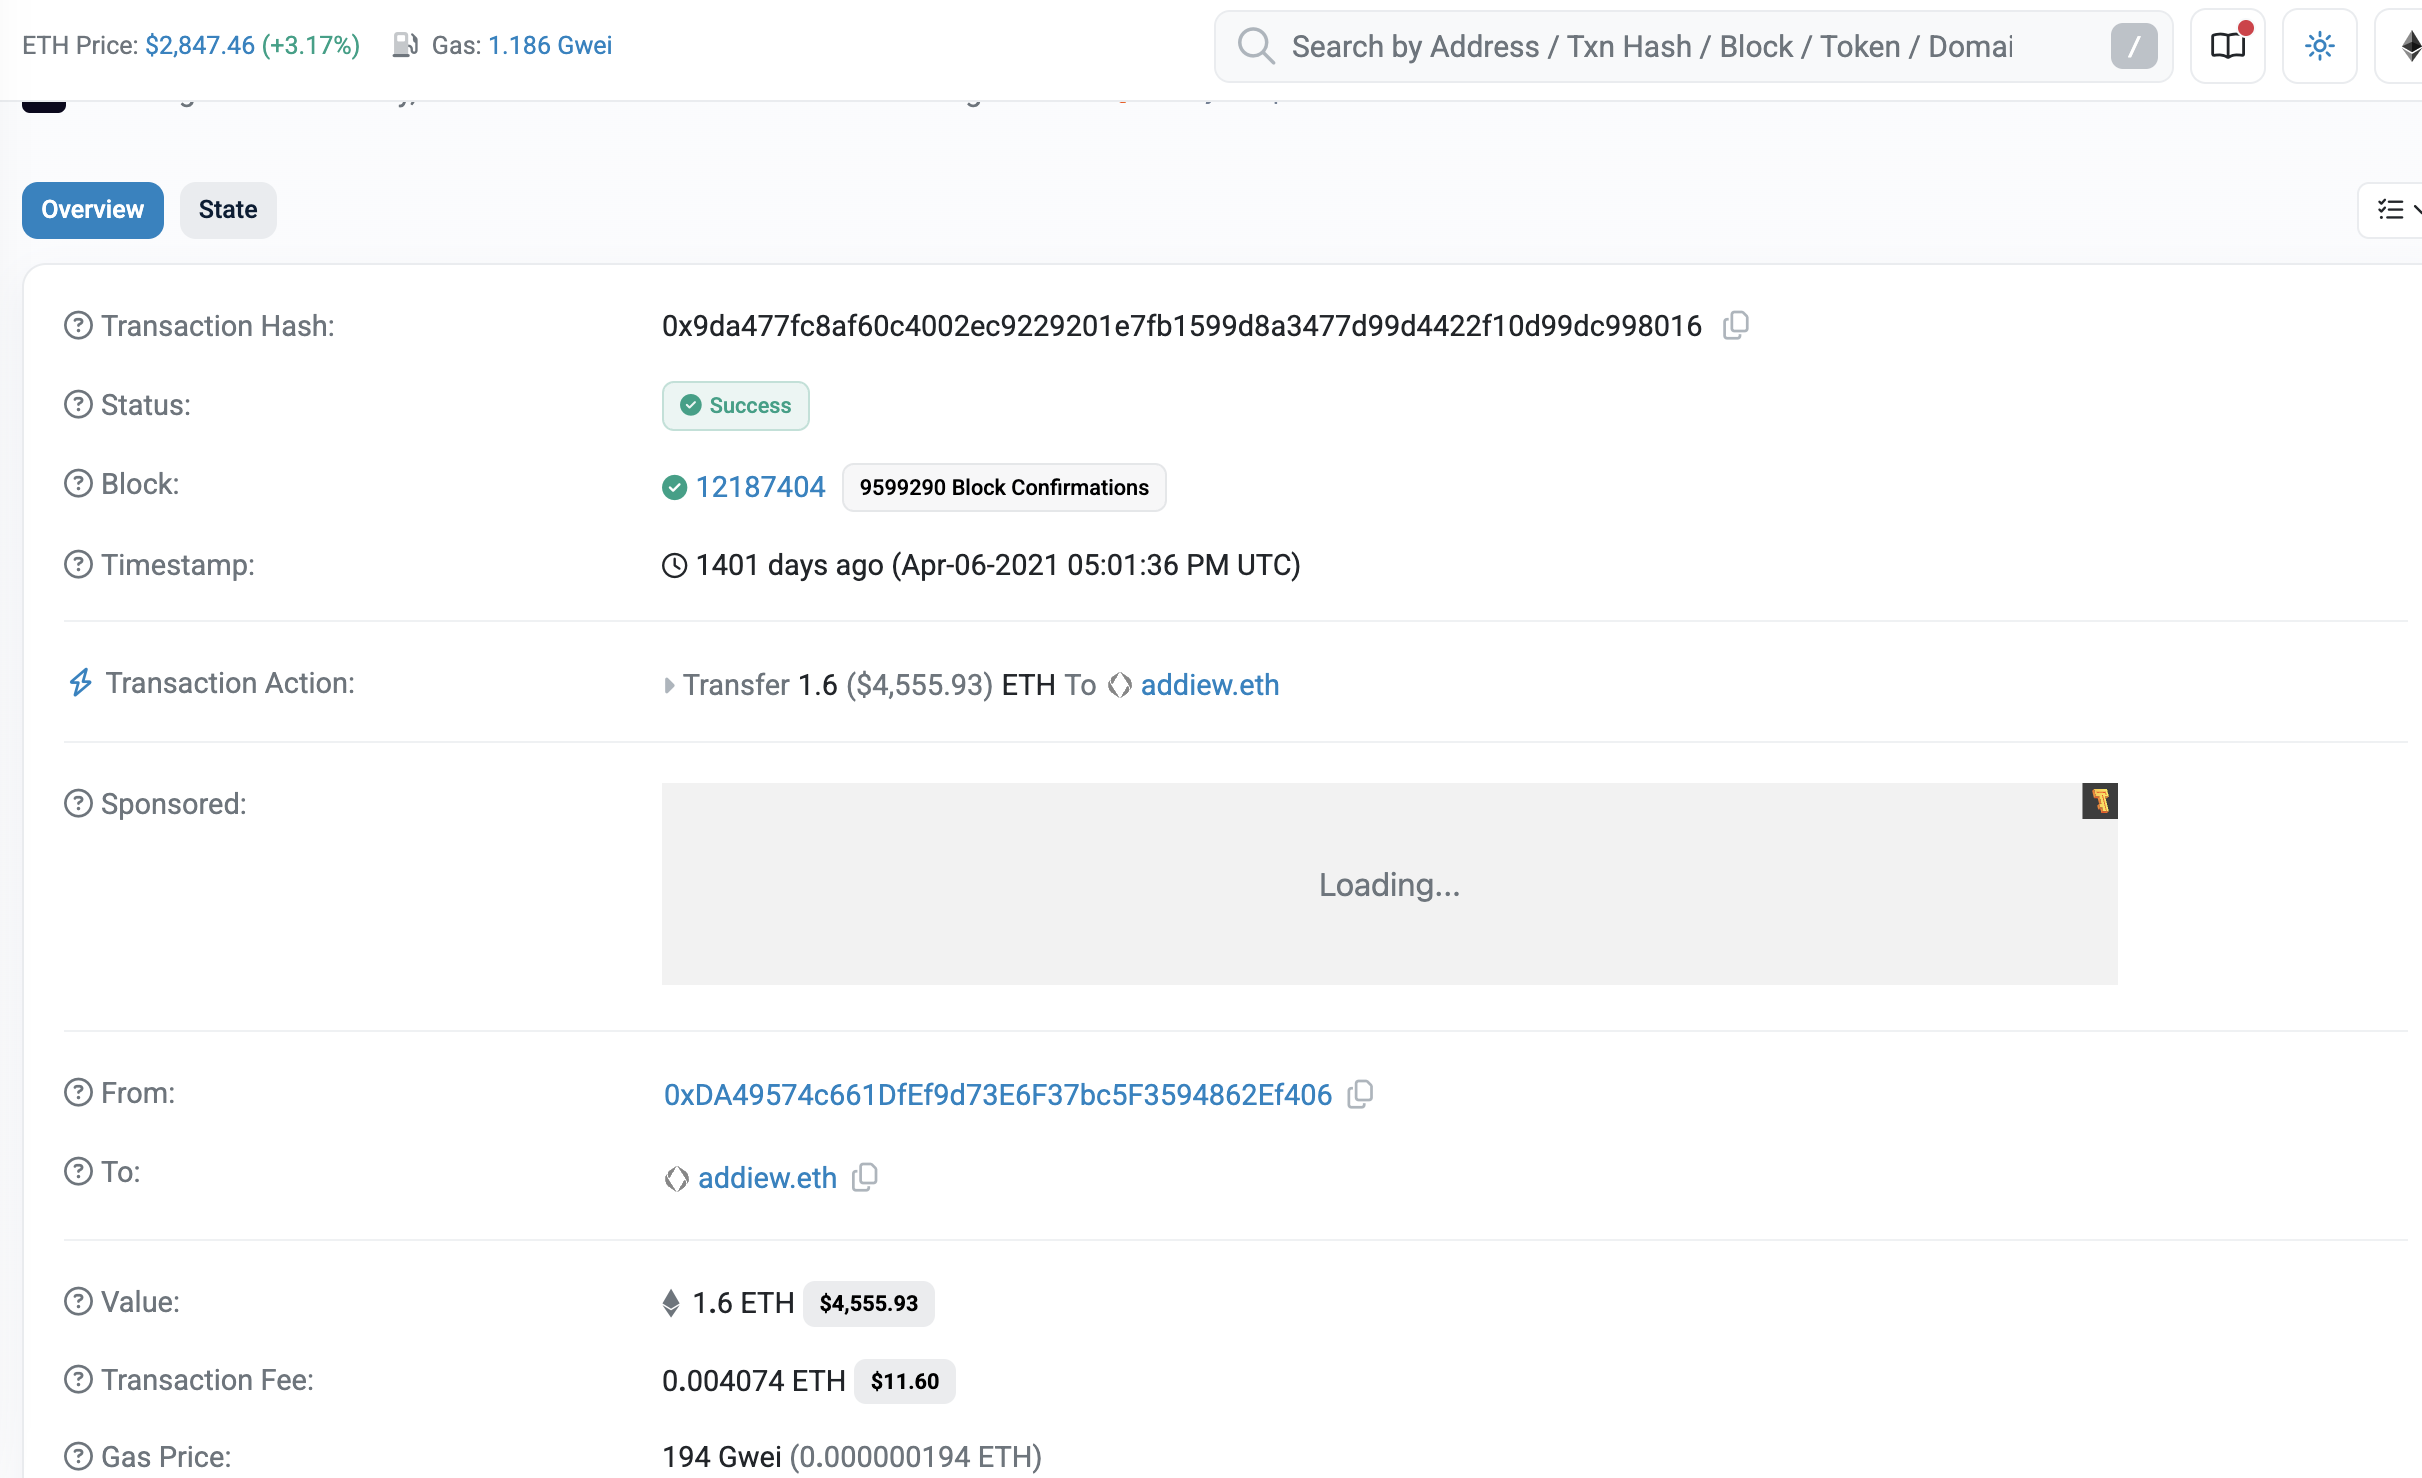 ETH Price: $2,847.46 (+3.17%) Gas: 1.186 Gwei
Search by Address / Txn Hash / Block / Token / Domai /
Overview State
Transaction Hash: 0x9da477fc8af60c4002ec9229201e7fb1599d8a3477d99d4422f10d99dc998016
Status: Success
Block: 12187404 9599290 Block Confirmations
Timestamp: 1401 days ago (Apr-06-2021 05:01:36 PM UTC)
Transaction Action: Transfer 1.6 ($4,555.93) ETH To addiew.eth
Sponsored:
Loading...
From: 0xDA49574c661DfEf9d73E6F37bc5F3594862Ef406
To: addiew.eth
Value: 1.6 ETH $4,555.93
Transaction Fee: 0.004074 ETH $11.60
Gas Price: 194 Gwei (0.000000194 ETH)